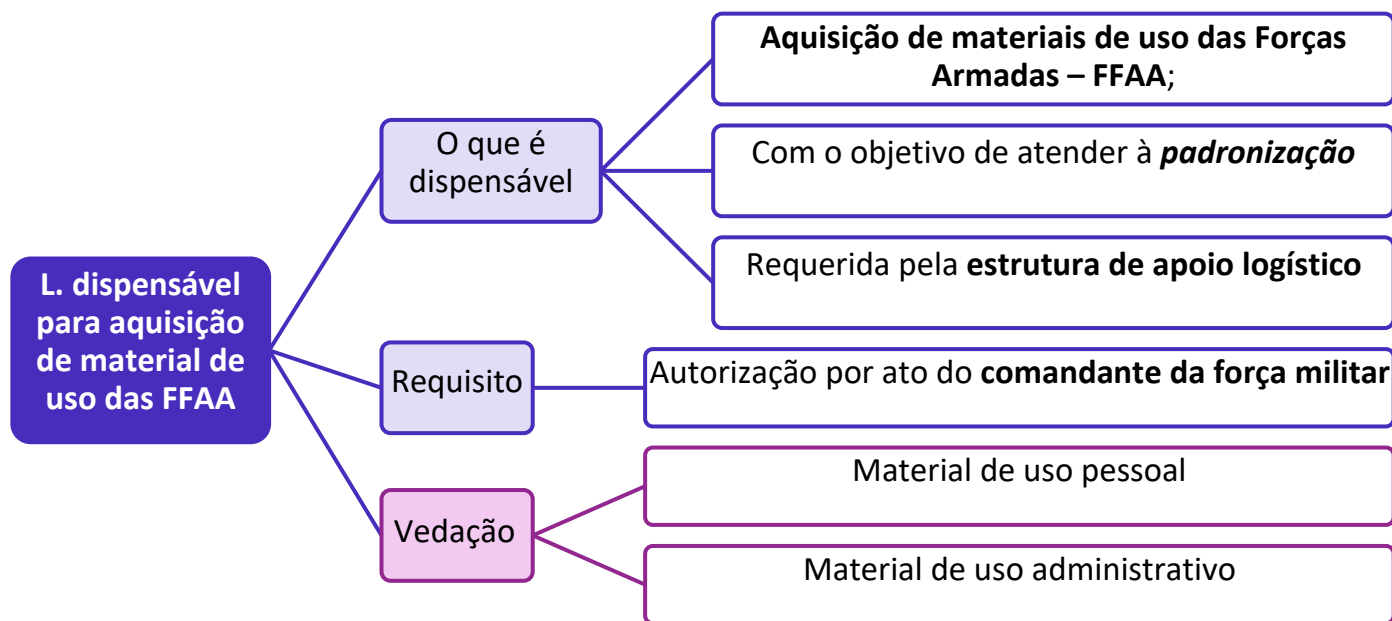 Aquisição de materiais de uso das Forças
Armadas – FFAA;
O que é
dispensável
Com o objetivo de atender à padronização
Requerida pela estrutura de apoio logístico
L. dispensável
para aquisição
de material de
uso das FFAA
Requisito
Autorização por ato do comandante da força militar
Vedação
Material de uso pessoal
Material de uso administrativo